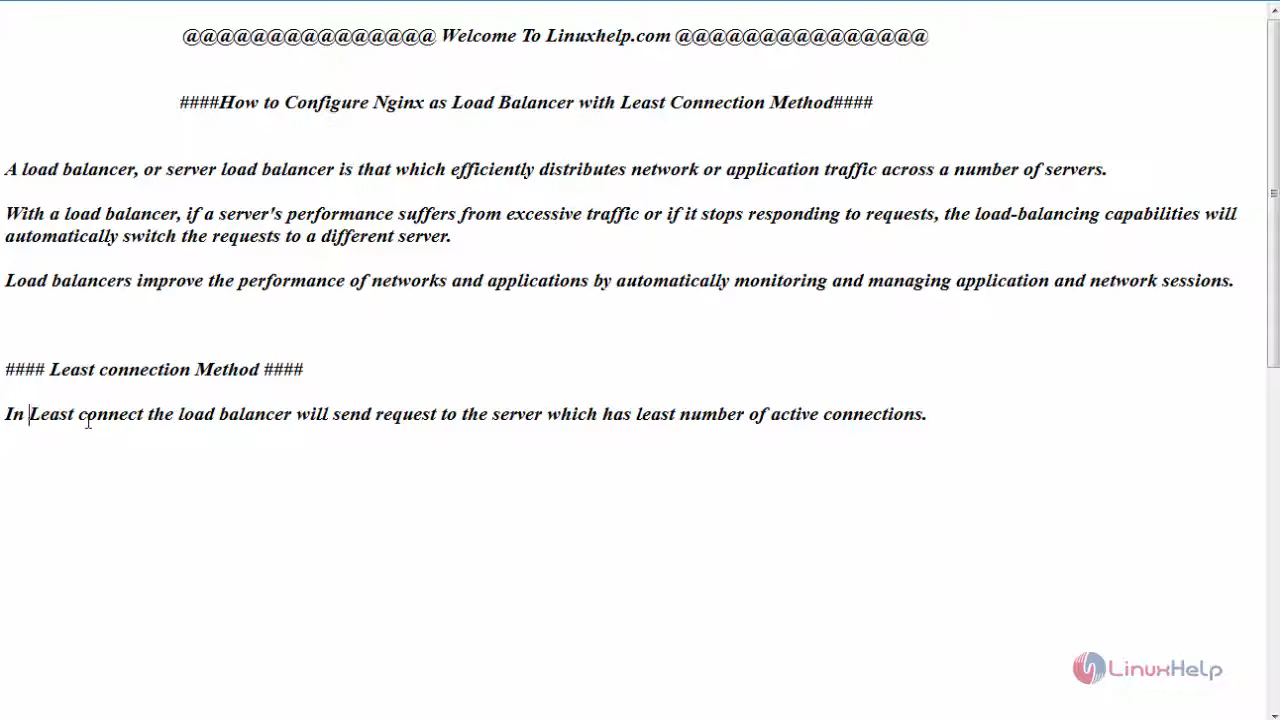 @@@@@@@@@@@@@@@ Welcome To Linuxhelp.com @@@@@@@@@@@@@@@
####How to Configure Nginx as Load Balancer with Least Connection Method####
A load balancer, or server load balancer is that which efficiently distributes network or application traffic across a number of servers.
With a load balancer, if a server's performance suffers from excessive traffic or if it stops responding to requests, the load-balancing capabilities will
automatically switch the requests to a different server.
Load balancers improve the performance of networks and applications by automatically monitoring and managing application and network sessions.
#### Least connection Method ####
In Least connect the load balancer will send request to the server which has least number of active connections.
LinuxHelp